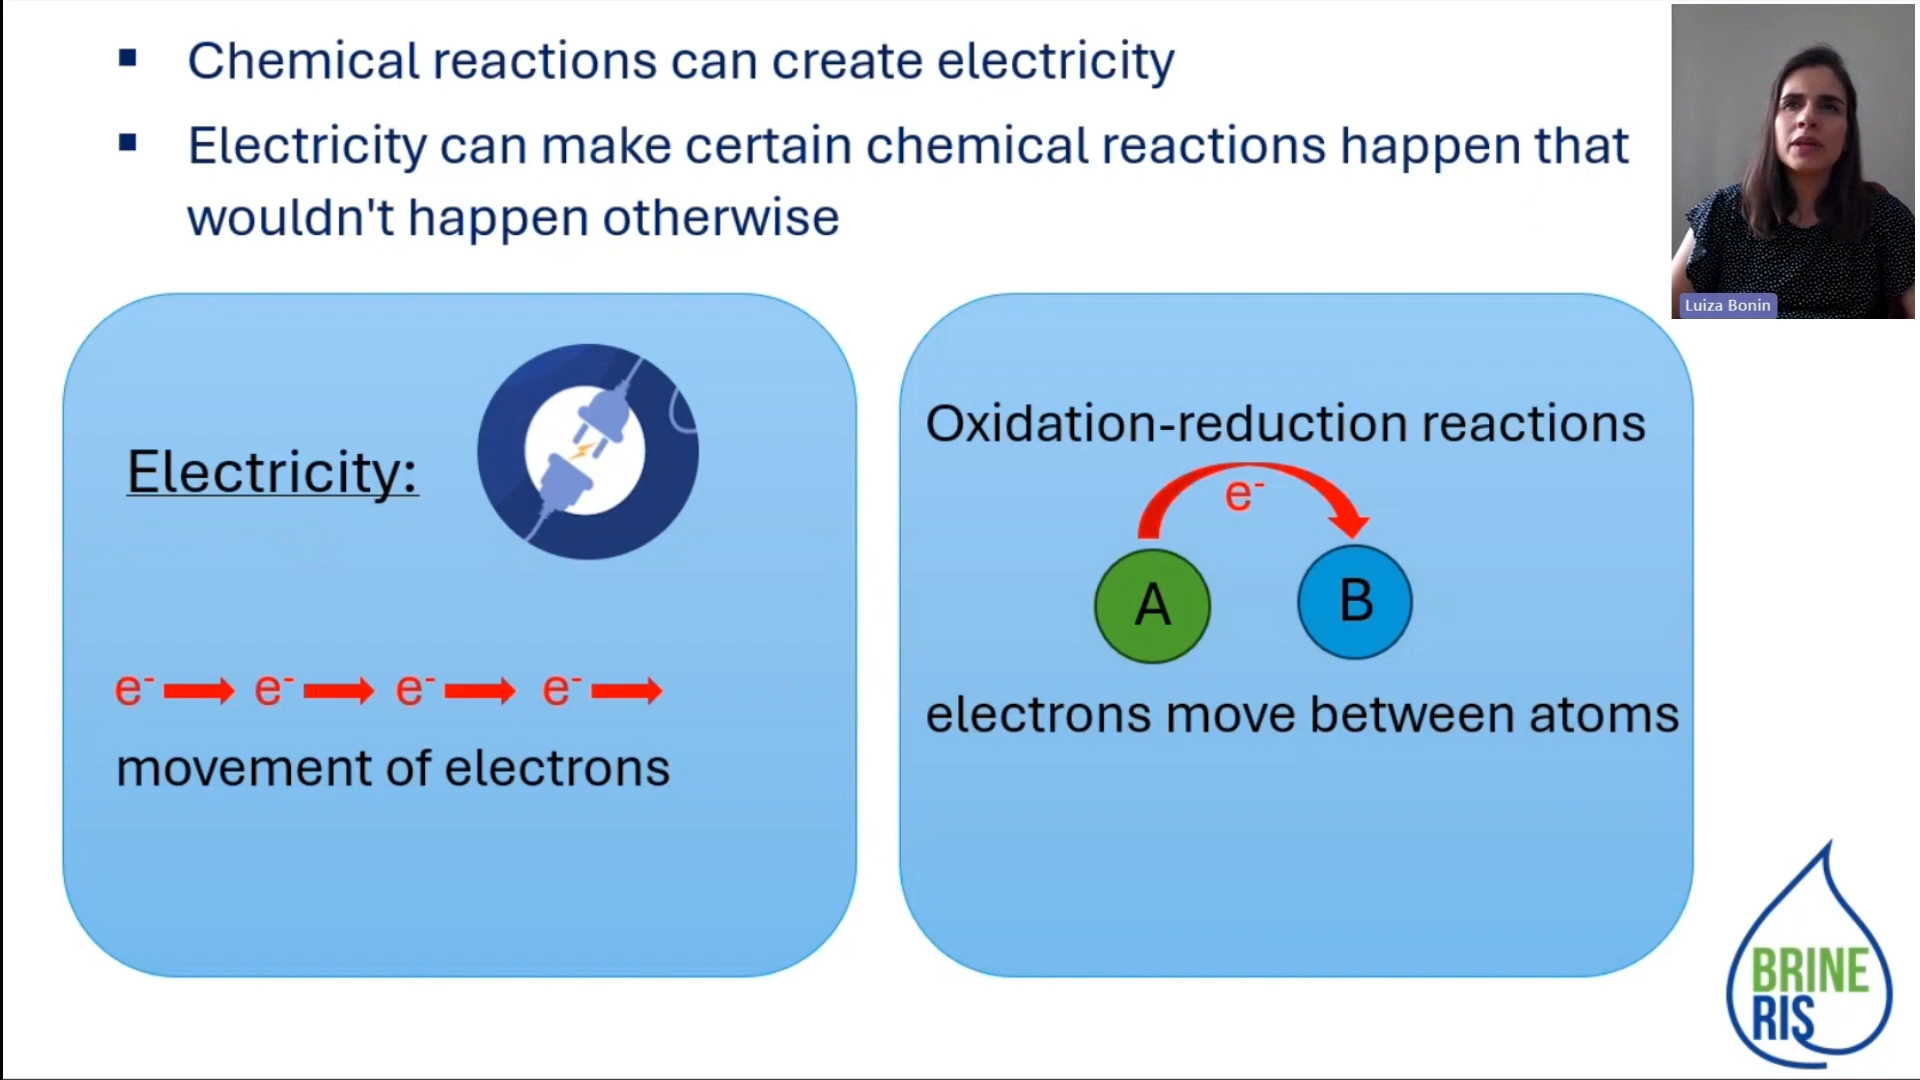 ▪ Chemical reactions can create electricity
▪ Electricity can make certain chemical reactions happen that
wouldn't happen otherwise
Luiza Bonin
Electricity:
e⁻ e⁻ e⁻ e⁻
movement of electrons
Oxidation-reduction reactions
e⁻
A B
electrons move between atoms
BRINE
RIS